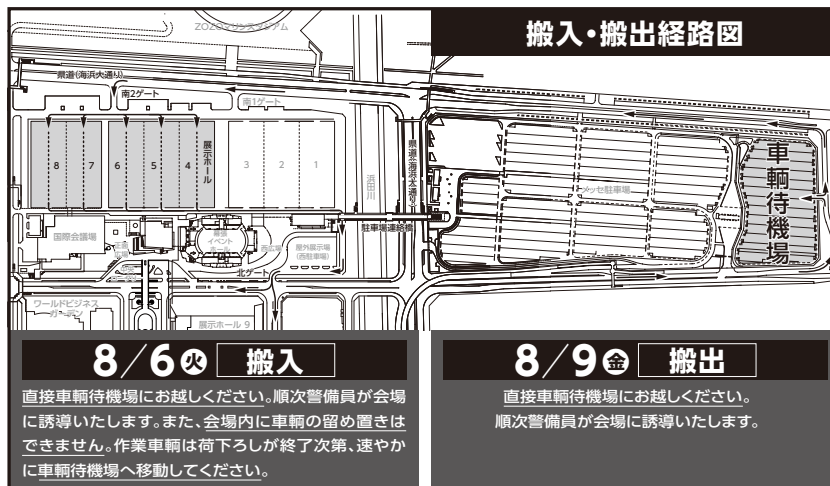 搬入・搬出経路図
ZOZOマリンスタジアム
県道(海浜大通り)
南2ゲート
南1ゲート
8
7
6
5
4
展示ホール
3
2
1
浜田川
県道(海浜大通り)
メッセ駐車場
車輌待機場
国際会議場
幕張
イベント
ホール
西広場
屋外展示場
(西駐車場)
駐車場連絡橋
北ゲート
ワールドビジネス
ガーデン
展示ホール 9
8/6火 搬入
直接車輌待機場にお越しください。順次警備員が会場
に誘導いたします。また、会場内に車輌の留め置きは
できません。作業車輌は荷下ろしが終了次第、速やか
に車輌待機場へ移動してください。
8/9金 搬出
直接車輌待機場にお越しください。
順次警備員が会場に誘導いたします。